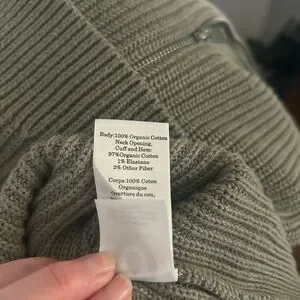 Body:100% Organic Cotton
Neck Opening,
Cuff and Hem:
97%Organic Cotton
1% Elastane
2% Other Fiber
Corps:100% Coton
Organique
Overture du cou,